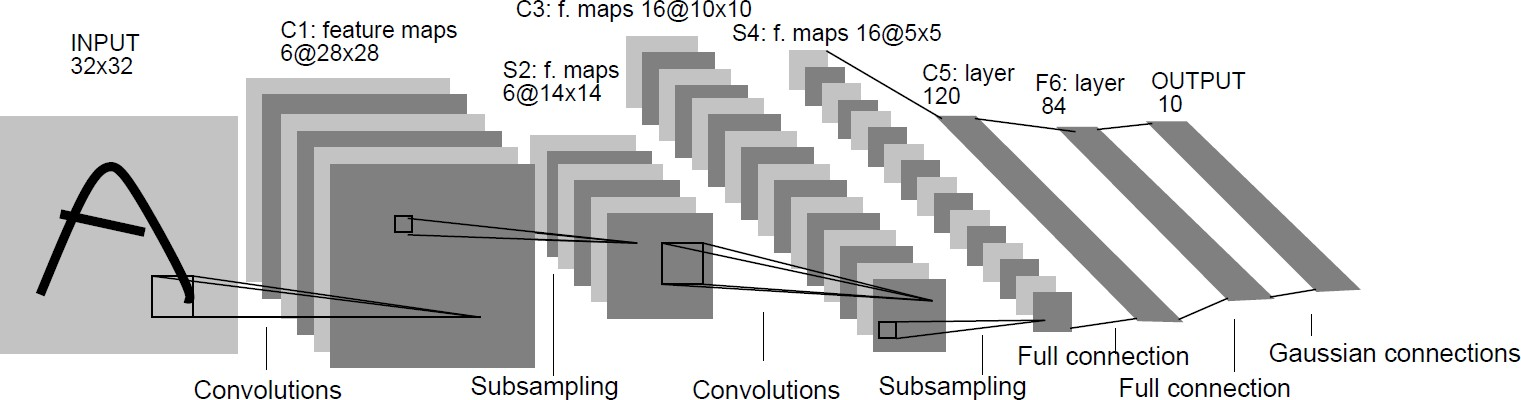 INPUT
32x32
C1: feature maps
6@28x28
S2: f. maps
6@14x14
C3: f. maps 16@10x10
S4: f. maps 16@5x5
C5: layer
120
F6: layer
84
OUTPUT
10
Convolutions
Subsampling
Convolutions
Subsampling
Full connection
Full connection
Gaussian connections
A